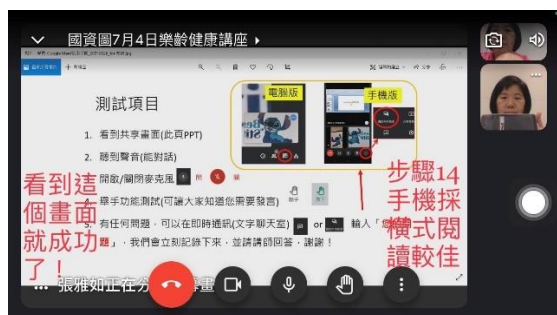 國資圖7月4日樂齡健康講座
測試項目
電腦版
手機版
1. 看到共享畫面(此頁PPT)
2. 聽到聲音(能對話)
開啟/關閉麥克風
舉手功能測試(可讓大家知道您需要發言)
有任何問題，可以在即時通訊(文字聊天室) or 輸入「
題」，我們會立刻記錄下來，並請講師回答，謝謝！
看到這
個畫面
就成功
了！
步驟14
手機採
橫式閱
讀較佳
張雅如正在分